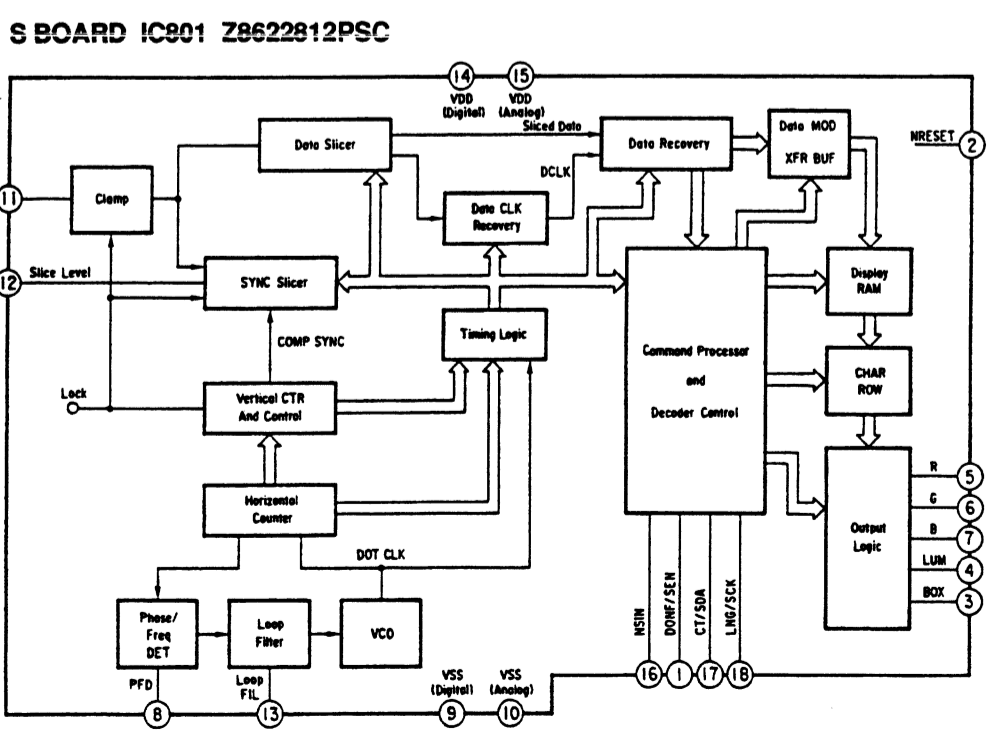 S BOARD IC801 Z8622812PSC
14
15
VDD
(Digital)
VDD
(Analog)
Sliced Data
Data Slicer
Data Recovery
Data MOD
XFR BUF
NRESET
2
DCLK
11
Clamp
Data CLK
Recovery
12
Slice Level
SYNC Slicer
Display
RAM
COMP SYNC
Timing Logic
Command Processor
and
Decoder Control
CHAR
ROW
Lock
Vertical CTR
And Control
Horizontal
Counter
R
5
G
6
B
7
LUM
4
BOX
3
Output
Logic
DOT CLK
Phase/
Freq
DET
Loop
Filter
VCO
NSIN
DONF/SEN
CT/SDA
LNG/SCK
PFD
Loop
FIL
VSS
(Digital)
VSS
(Analog)
16
1
17
18
8
13
9
10